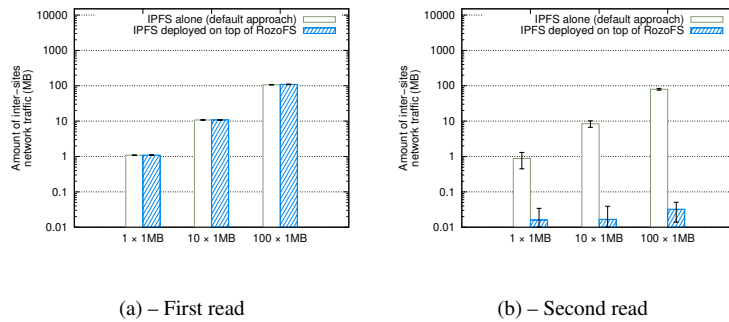 IPFS alone (default approach)
IPFS deployed on top of RozoFS
Amount of inter−sites
network traffic (MB)
10000
1000
100
10
1
0.1
0.01
1 × 1MB
10 × 1MB
100 × 1MB
(a) – First read
IPFS alone (default approach)
IPFS deployed on top of RozoFS
Amount of inter−sites
network traffic (MB)
10000
1000
100
10
1
0.1
0.01
1 × 1MB
10 × 1MB
100 × 1MB
(b) – Second read